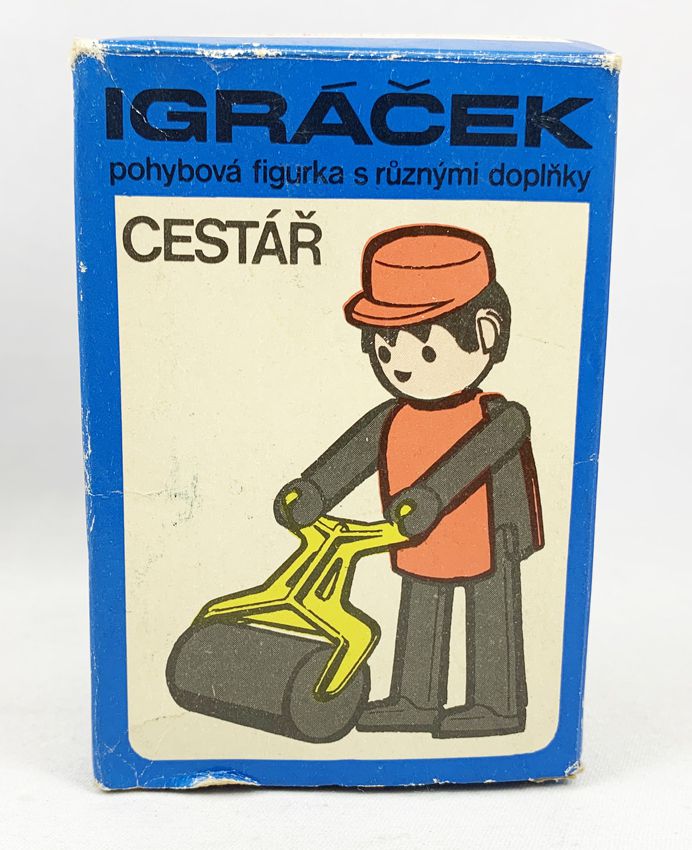 IGRÁČEK
pohybová figurka s různými doplňky
CESTÁŘ